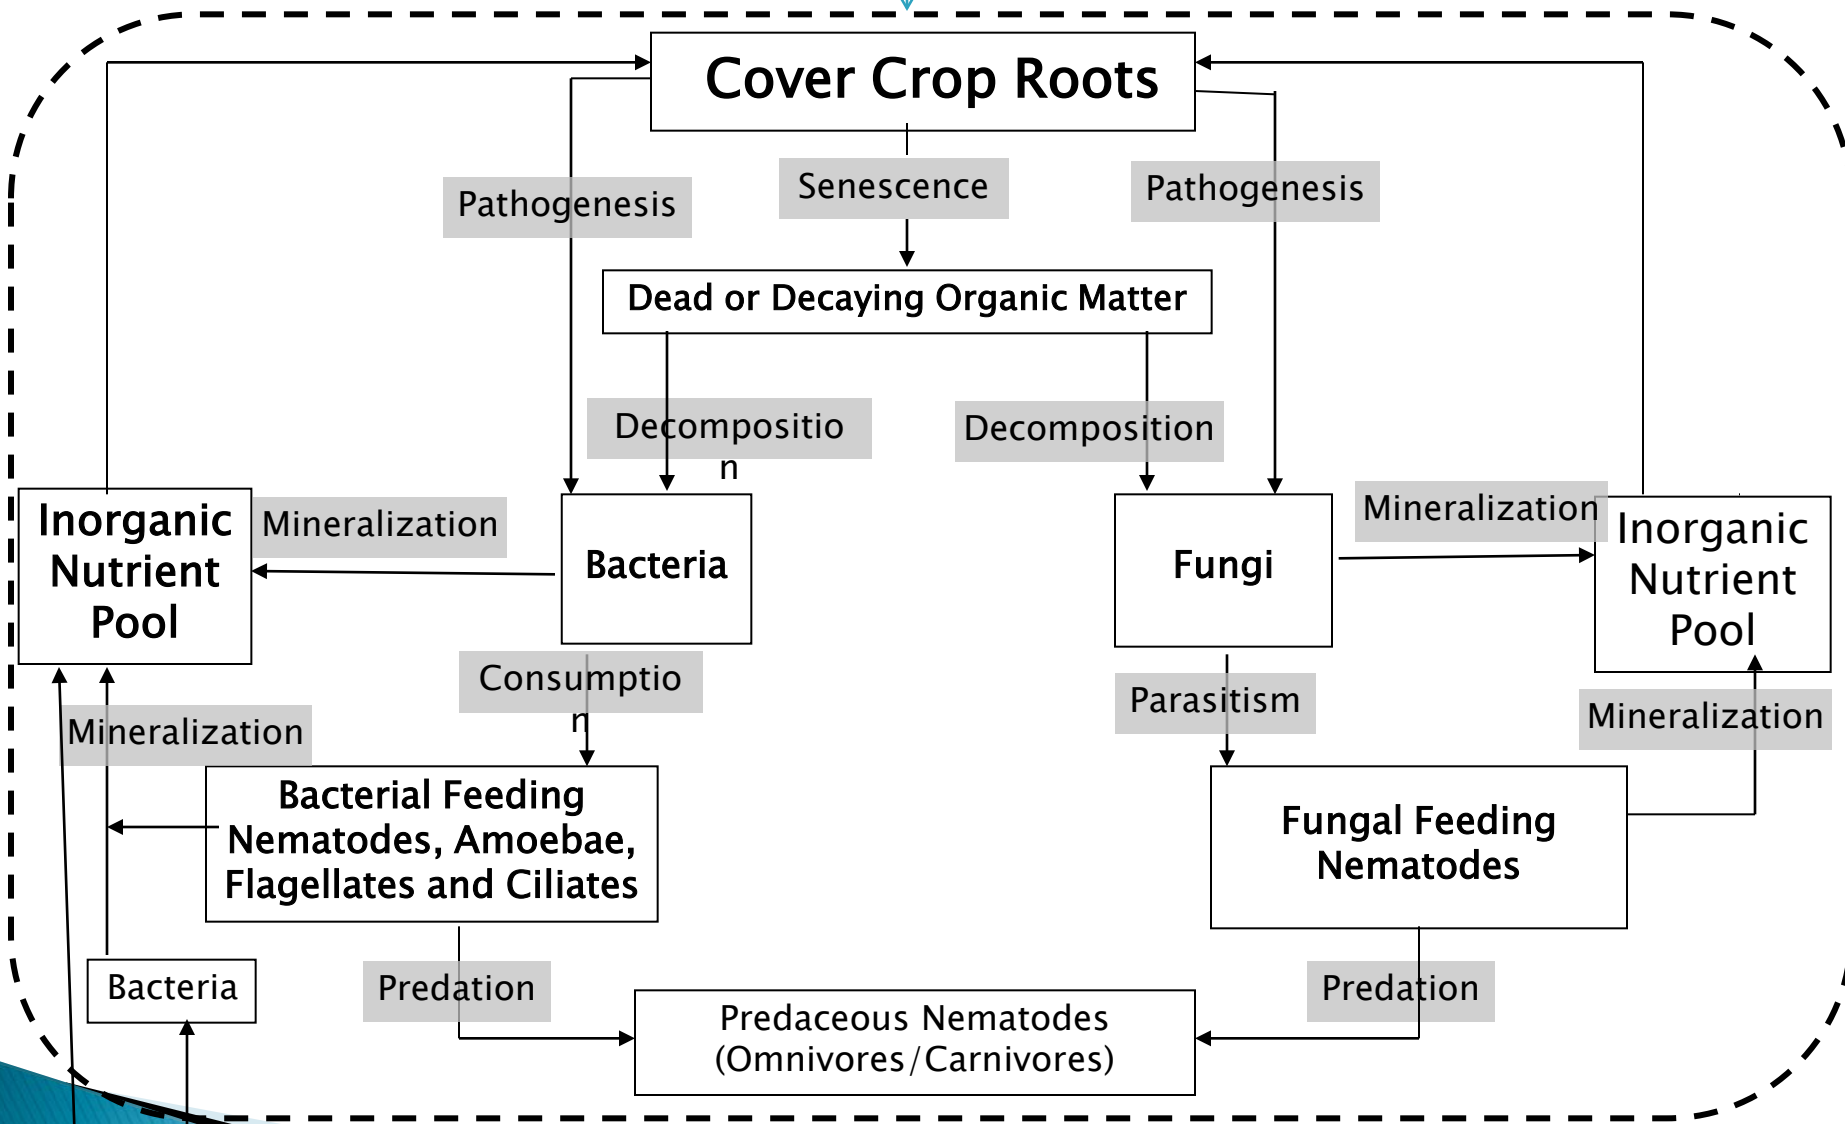 Cover Crop Roots
Pathogenesis
Senescence
Pathogenesis
Dead or Decaying Organic Matter
Decompositio
n
Decomposition
Inorganic
Nutrient
Pool
Mineralization
Bacteria
Fungi
Mineralization
Inorganic
Nutrient
Pool
Consumptio
n
Parasitism
Mineralization
Mineralization
Bacterial Feeding
Nematodes, Amoebae,
Flagellates and Ciliates
Fungal Feeding
Nematodes
Bacteria
Predation
Predation
Predaceous Nematodes
(Omnivores/Carnivores)